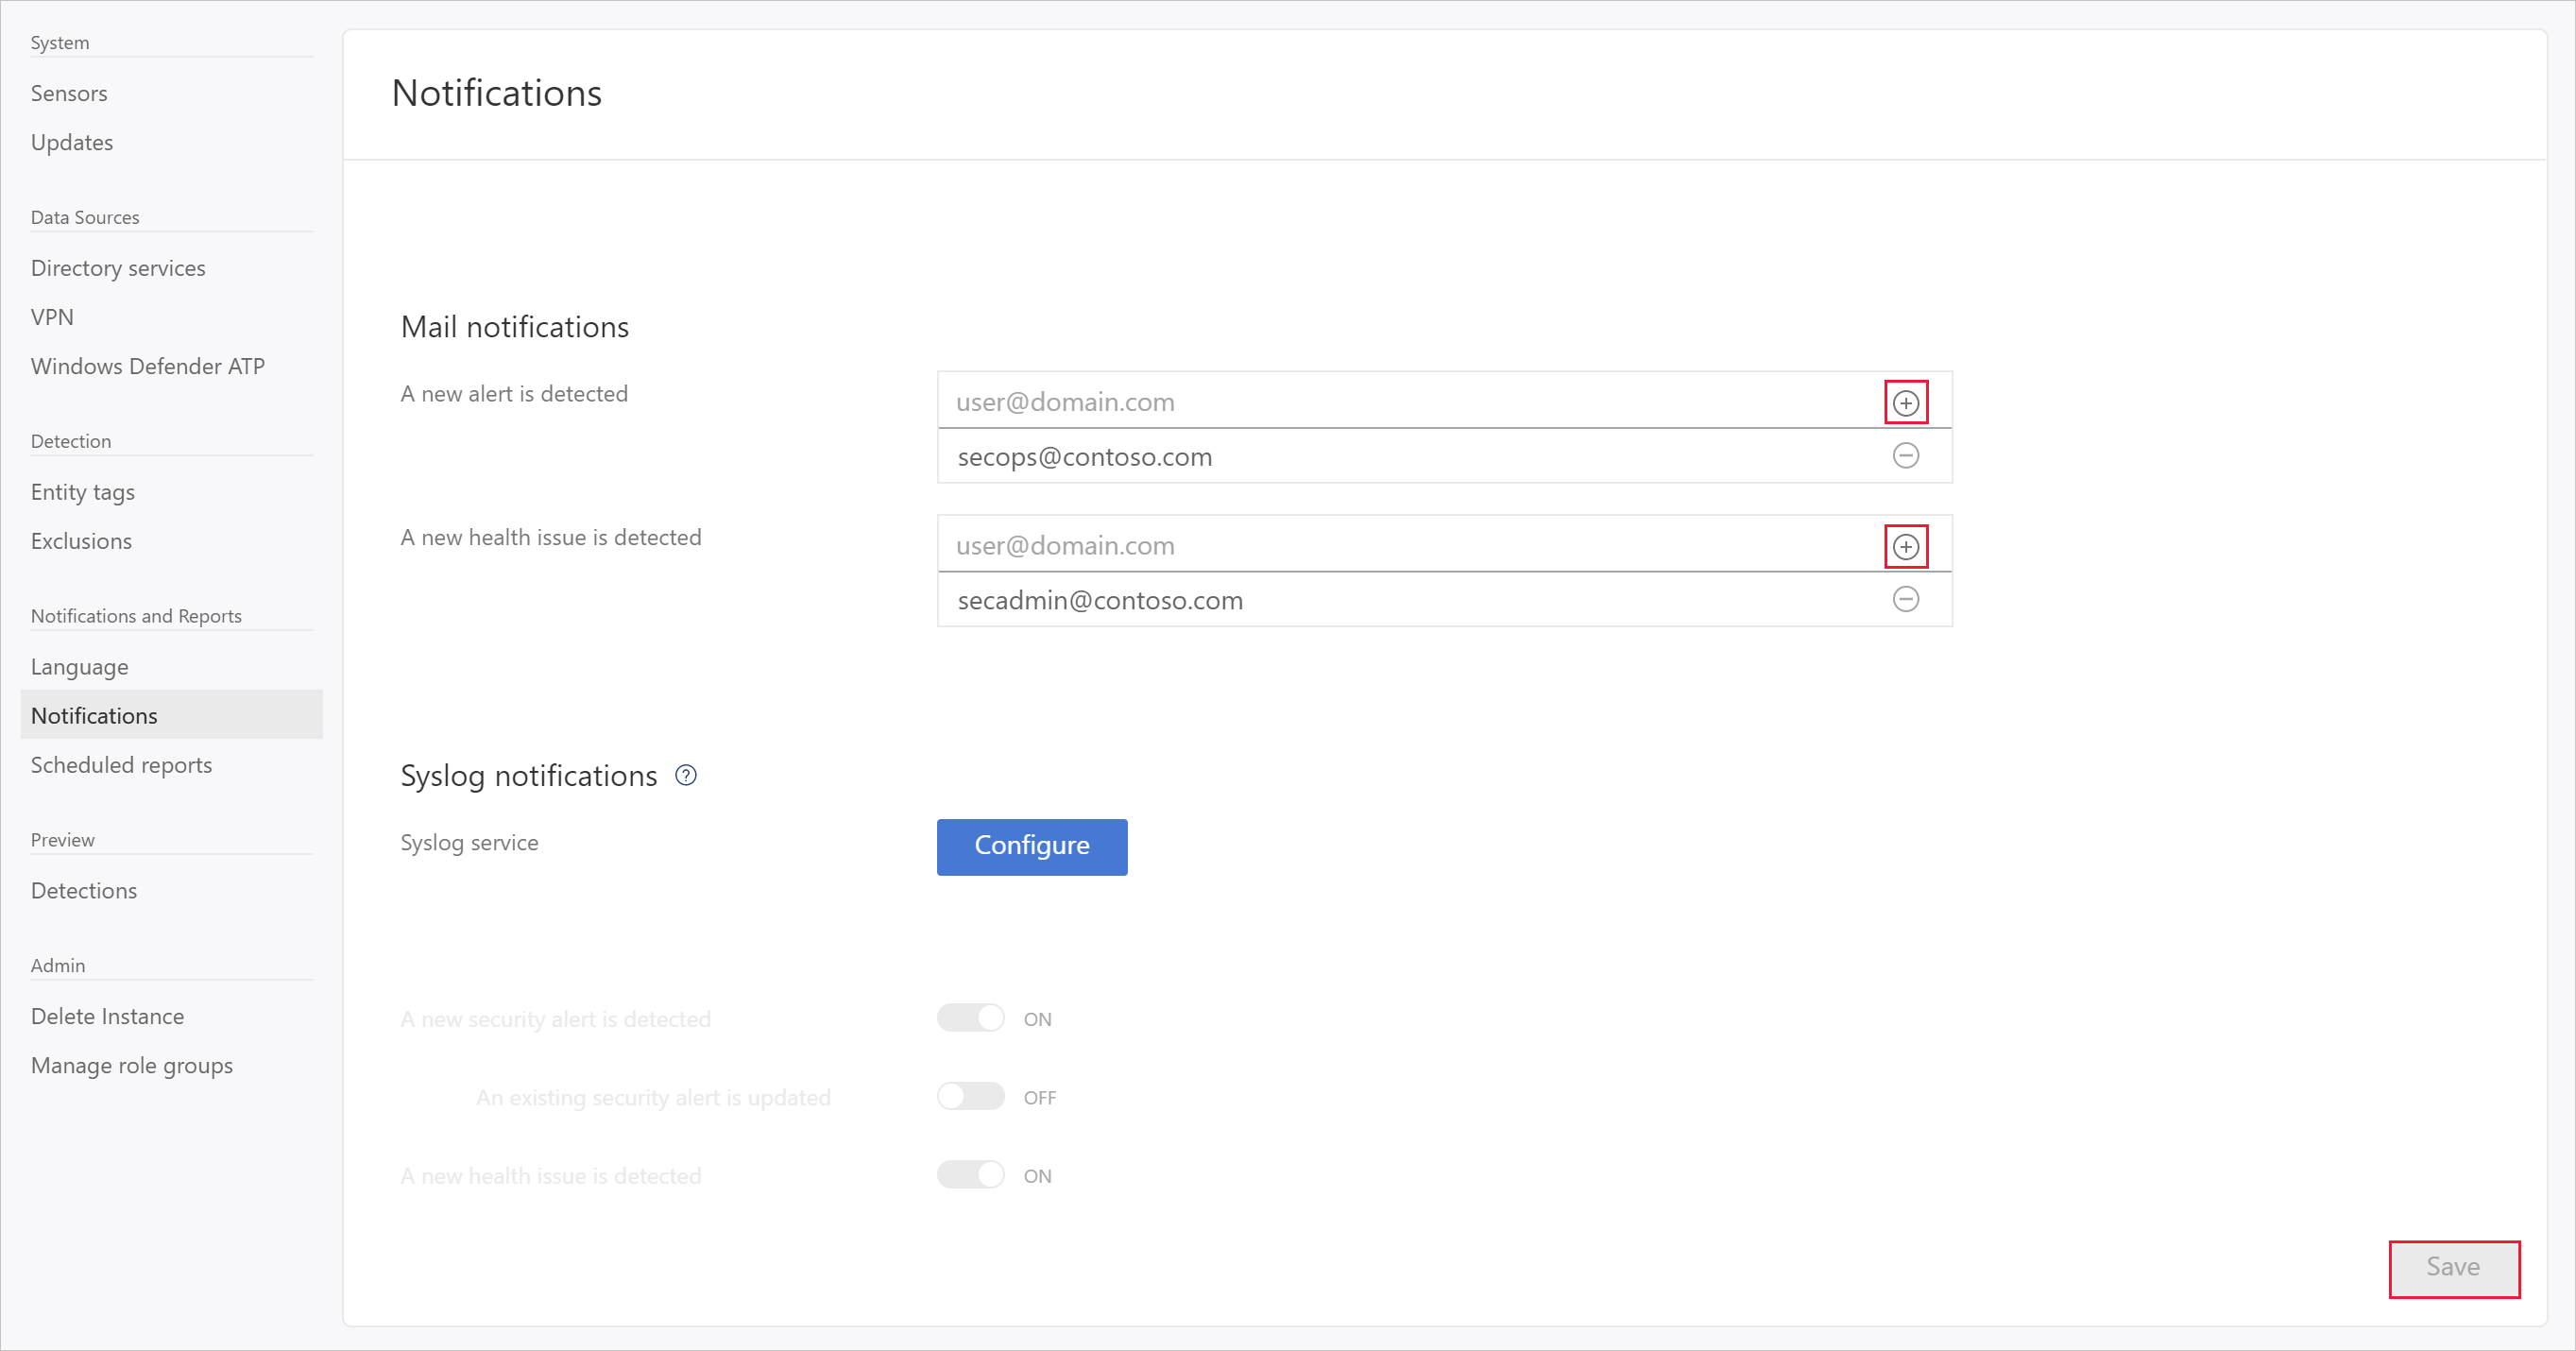 System
Sensors
Updates
Data Sources
Directory services
VPN
Windows Defender ATP
Detection
Entity tags
Exclusions
Notifications and Reports
Language
Notifications
Scheduled reports
Preview
Detections
Admin
Delete Instance
Manage role groups
Notifications
Mail notifications
A new alert is detected
user@domain.com
secops@contoso.com
A new health issue is detected
user@domain.com
secadmin@contoso.com
Syslog notifications ?
Syslog service
Configure
A new security alert is detected ON
An existing security alert is updated OFF
A new health issue is detected ON
Save